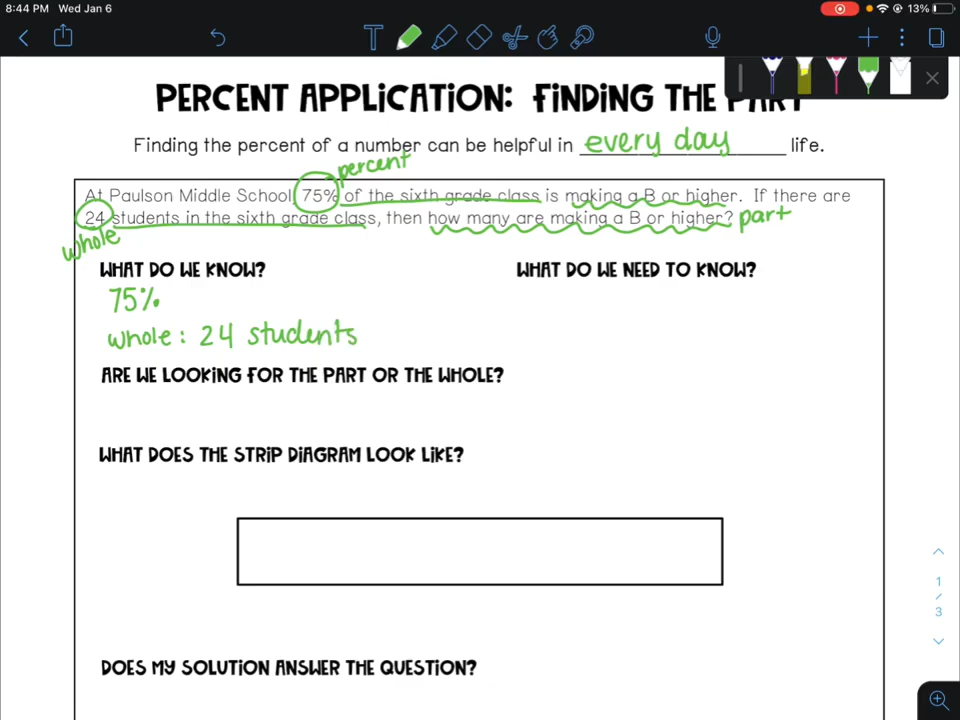 8:44 PM Wed Jan 6
13%
PERCENT APPLICATION: FINDING THE PART
Finding the percent of a number can be helpful in every day life.
percent
At Paulson Middle School, 75% of the sixth grade class is making a B or higher. If there are
24 students in the sixth grade class, then how many are making a B or higher? part
whole
WHAT DO WE KNOW?
WHAT DO WE NEED TO KNOW?
75%
whole: 24 students
ARE WE LOOKING FOR THE PART OR THE WHOLE?
WHAT DOES THE STRIP DIAGRAM LOOK LIKE?
1
/
3
DOES MY SOLUTION ANSWER THE QUESTION?